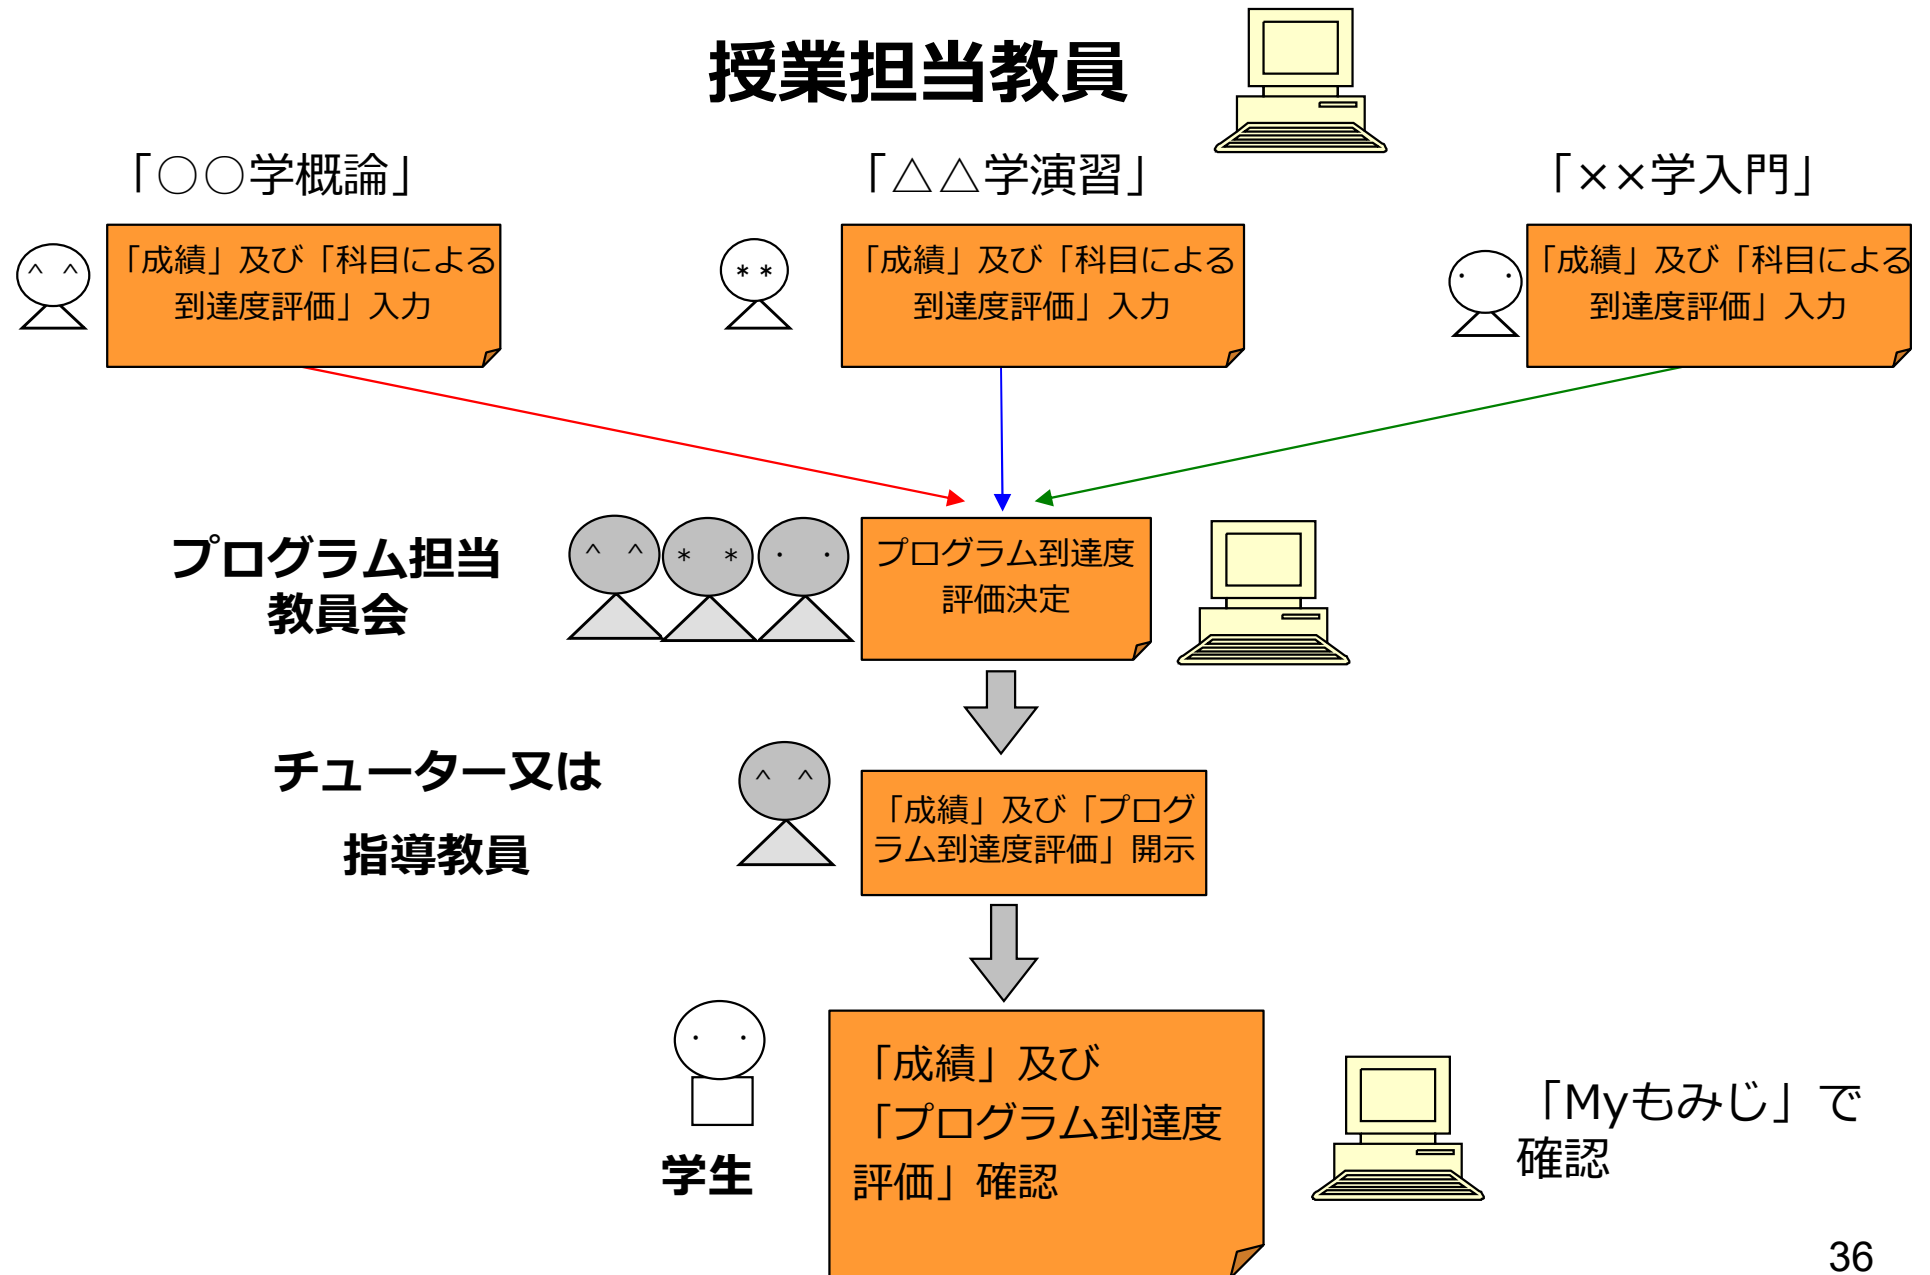 授業担当教員
「○○学概論」
「△△学演習」
「××学入門」
「成績」及び「科目による
到達度評価」入力
「成績」及び「科目による
到達度評価」入力
「成績」及び「科目による
到達度評価」入力
プログラム担当
教員会
プログラム到達度
評価決定
チューター又は
指導教員
「成績」及び「プログ
ラム到達度評価」開示
学生
「成績」及び
「プログラム到達度
評価」確認
「Myもみじ」で
確認
36